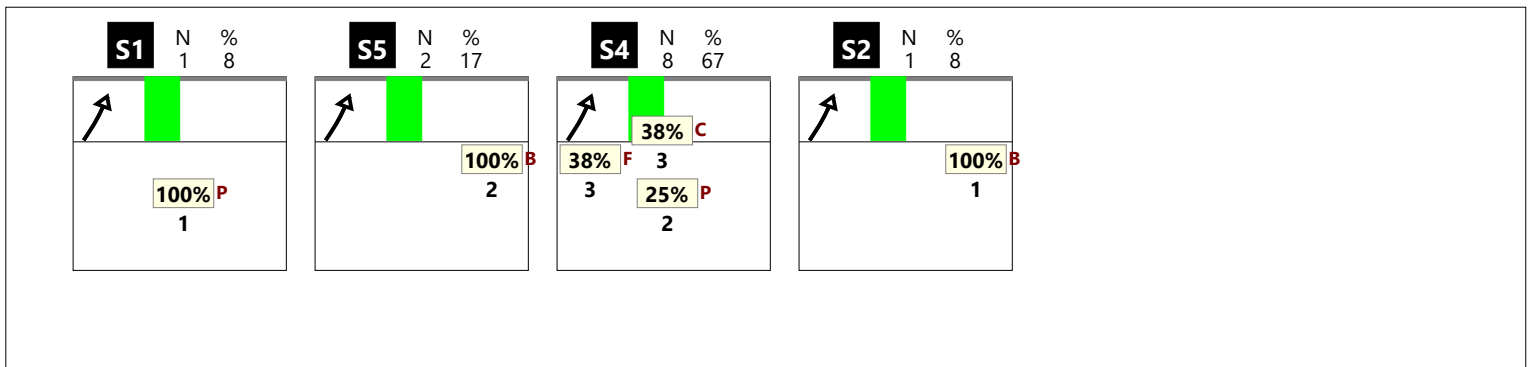 S1 N %
1 8
100% P
1
S5 N %
2 17
100% B
2
S4 N %
8 67
38% C
3
38% F
3
25% P
2
S2 N %
1 8
100% B
1